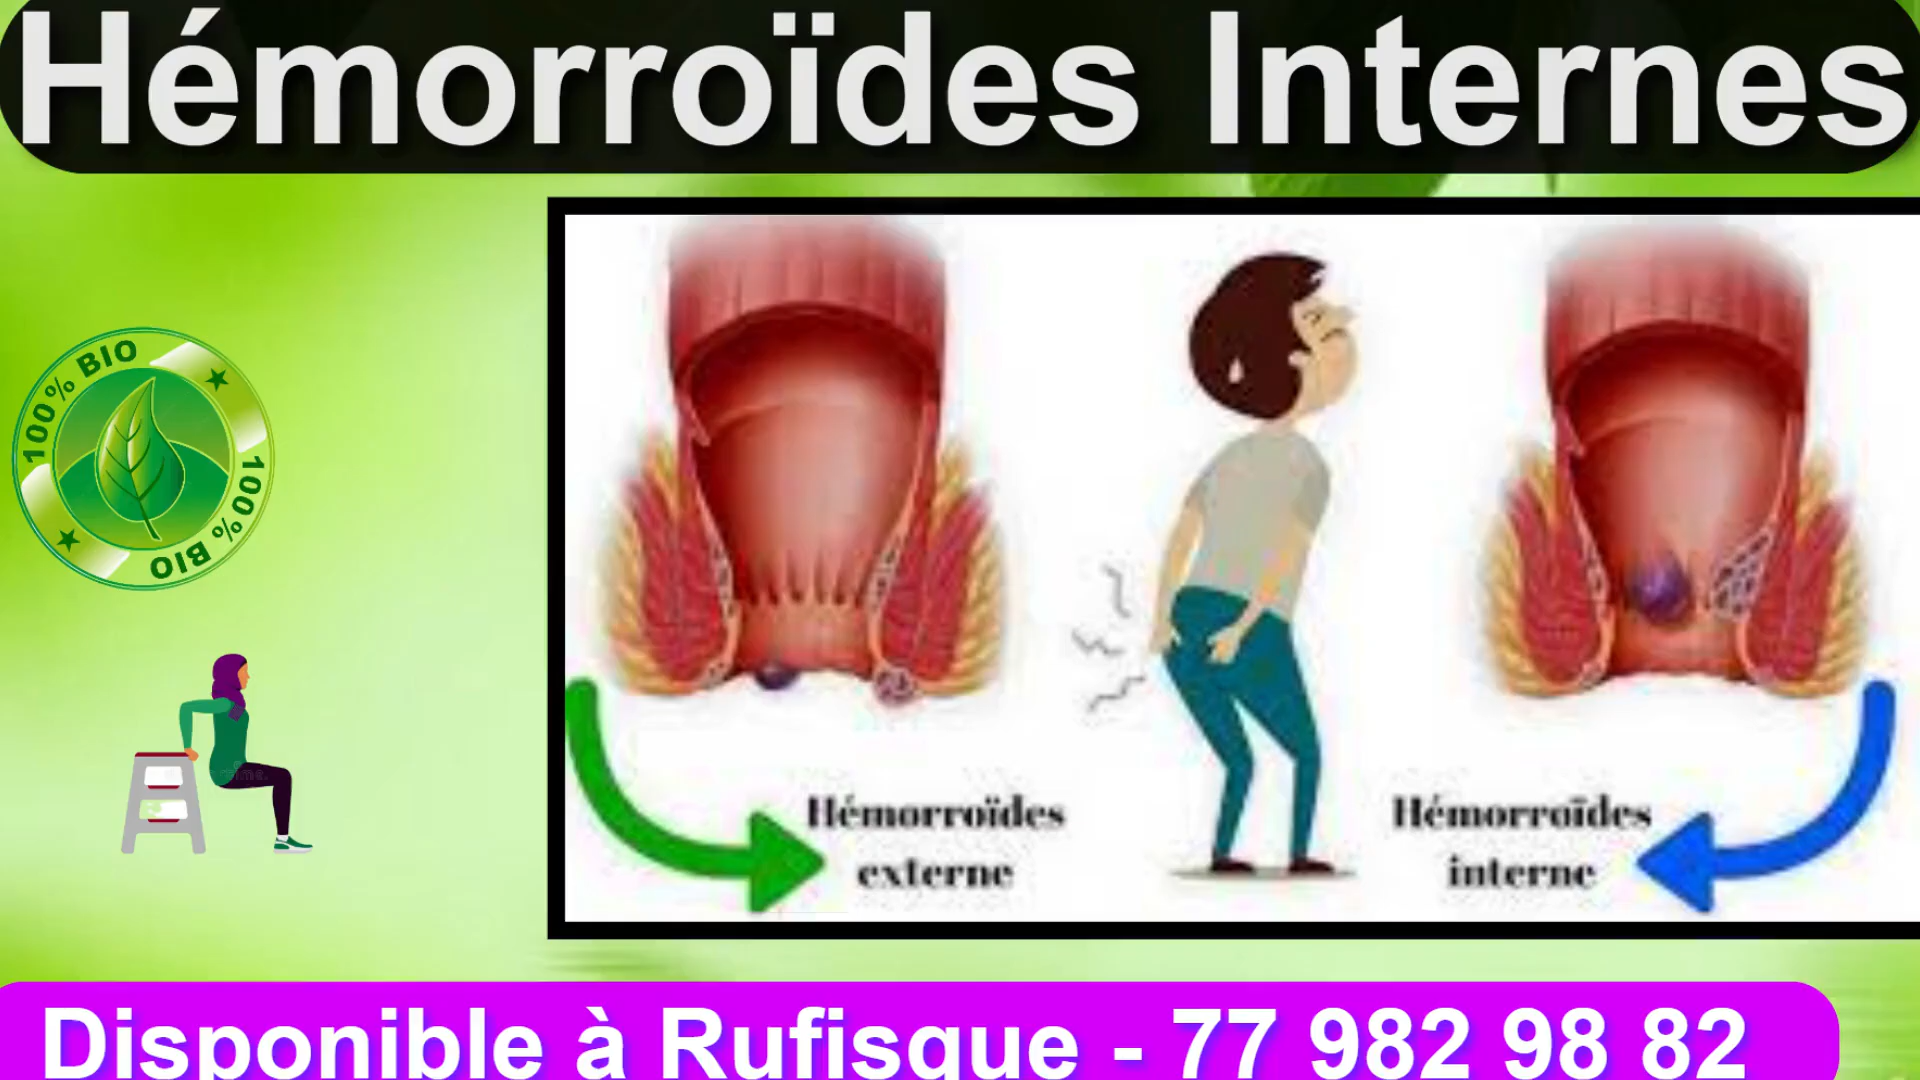 Hémorroïdes Internes
100% BIO
100% BIO
Hémorroïdes
externe
Hémorroïdes
interne
Disponible à Rufisque - 77 982 98 82